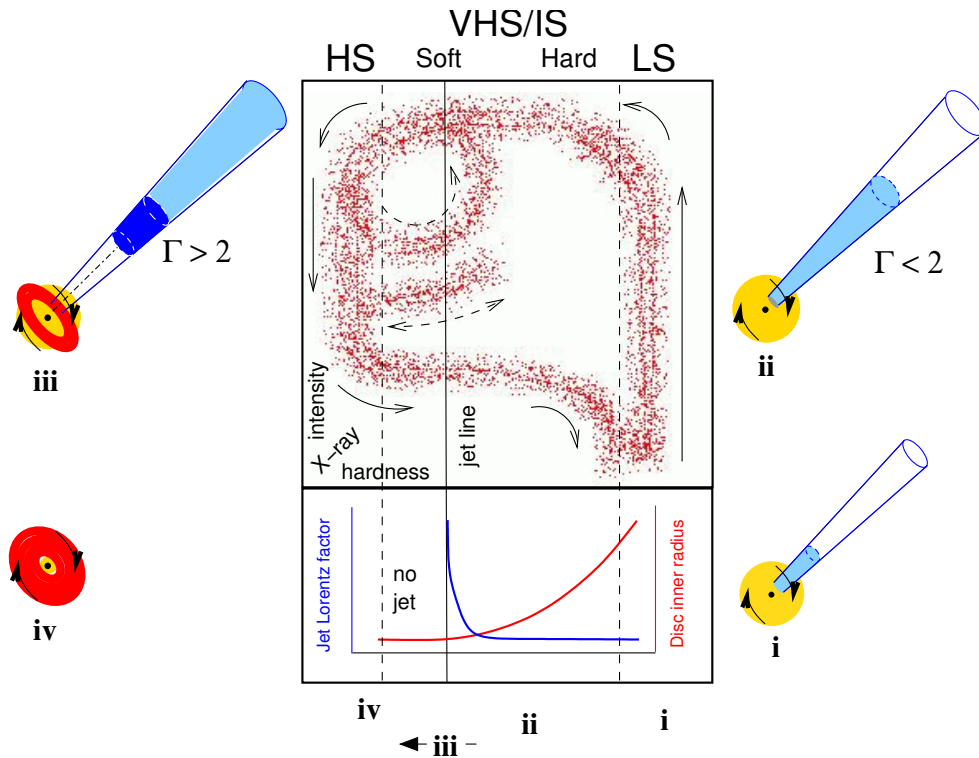 VHS/IS
HS Soft Hard LS
Γ > 2
Γ < 2
iii
ii
intensity
X-ray
hardness
jet line
Jet Lorentz factor
no
jet
Disc inner radius
iv
i
iv
ii
i
iii